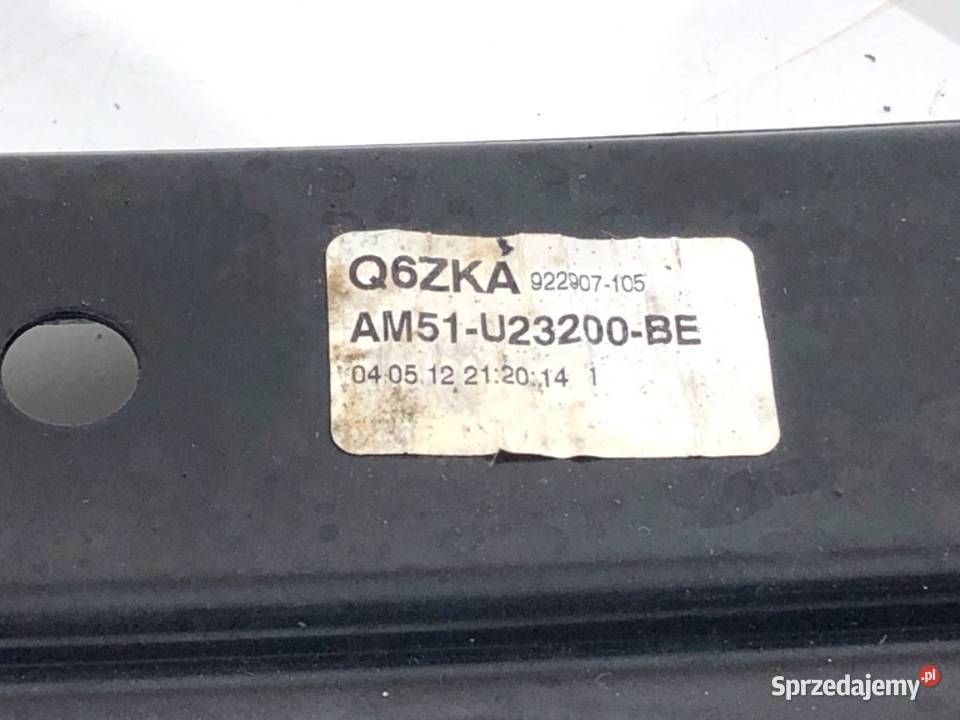 Q6ZKA 922907-105
AM51-U23200-BE
04.05.12 21:20:14 1
Sprzedajemy.pl